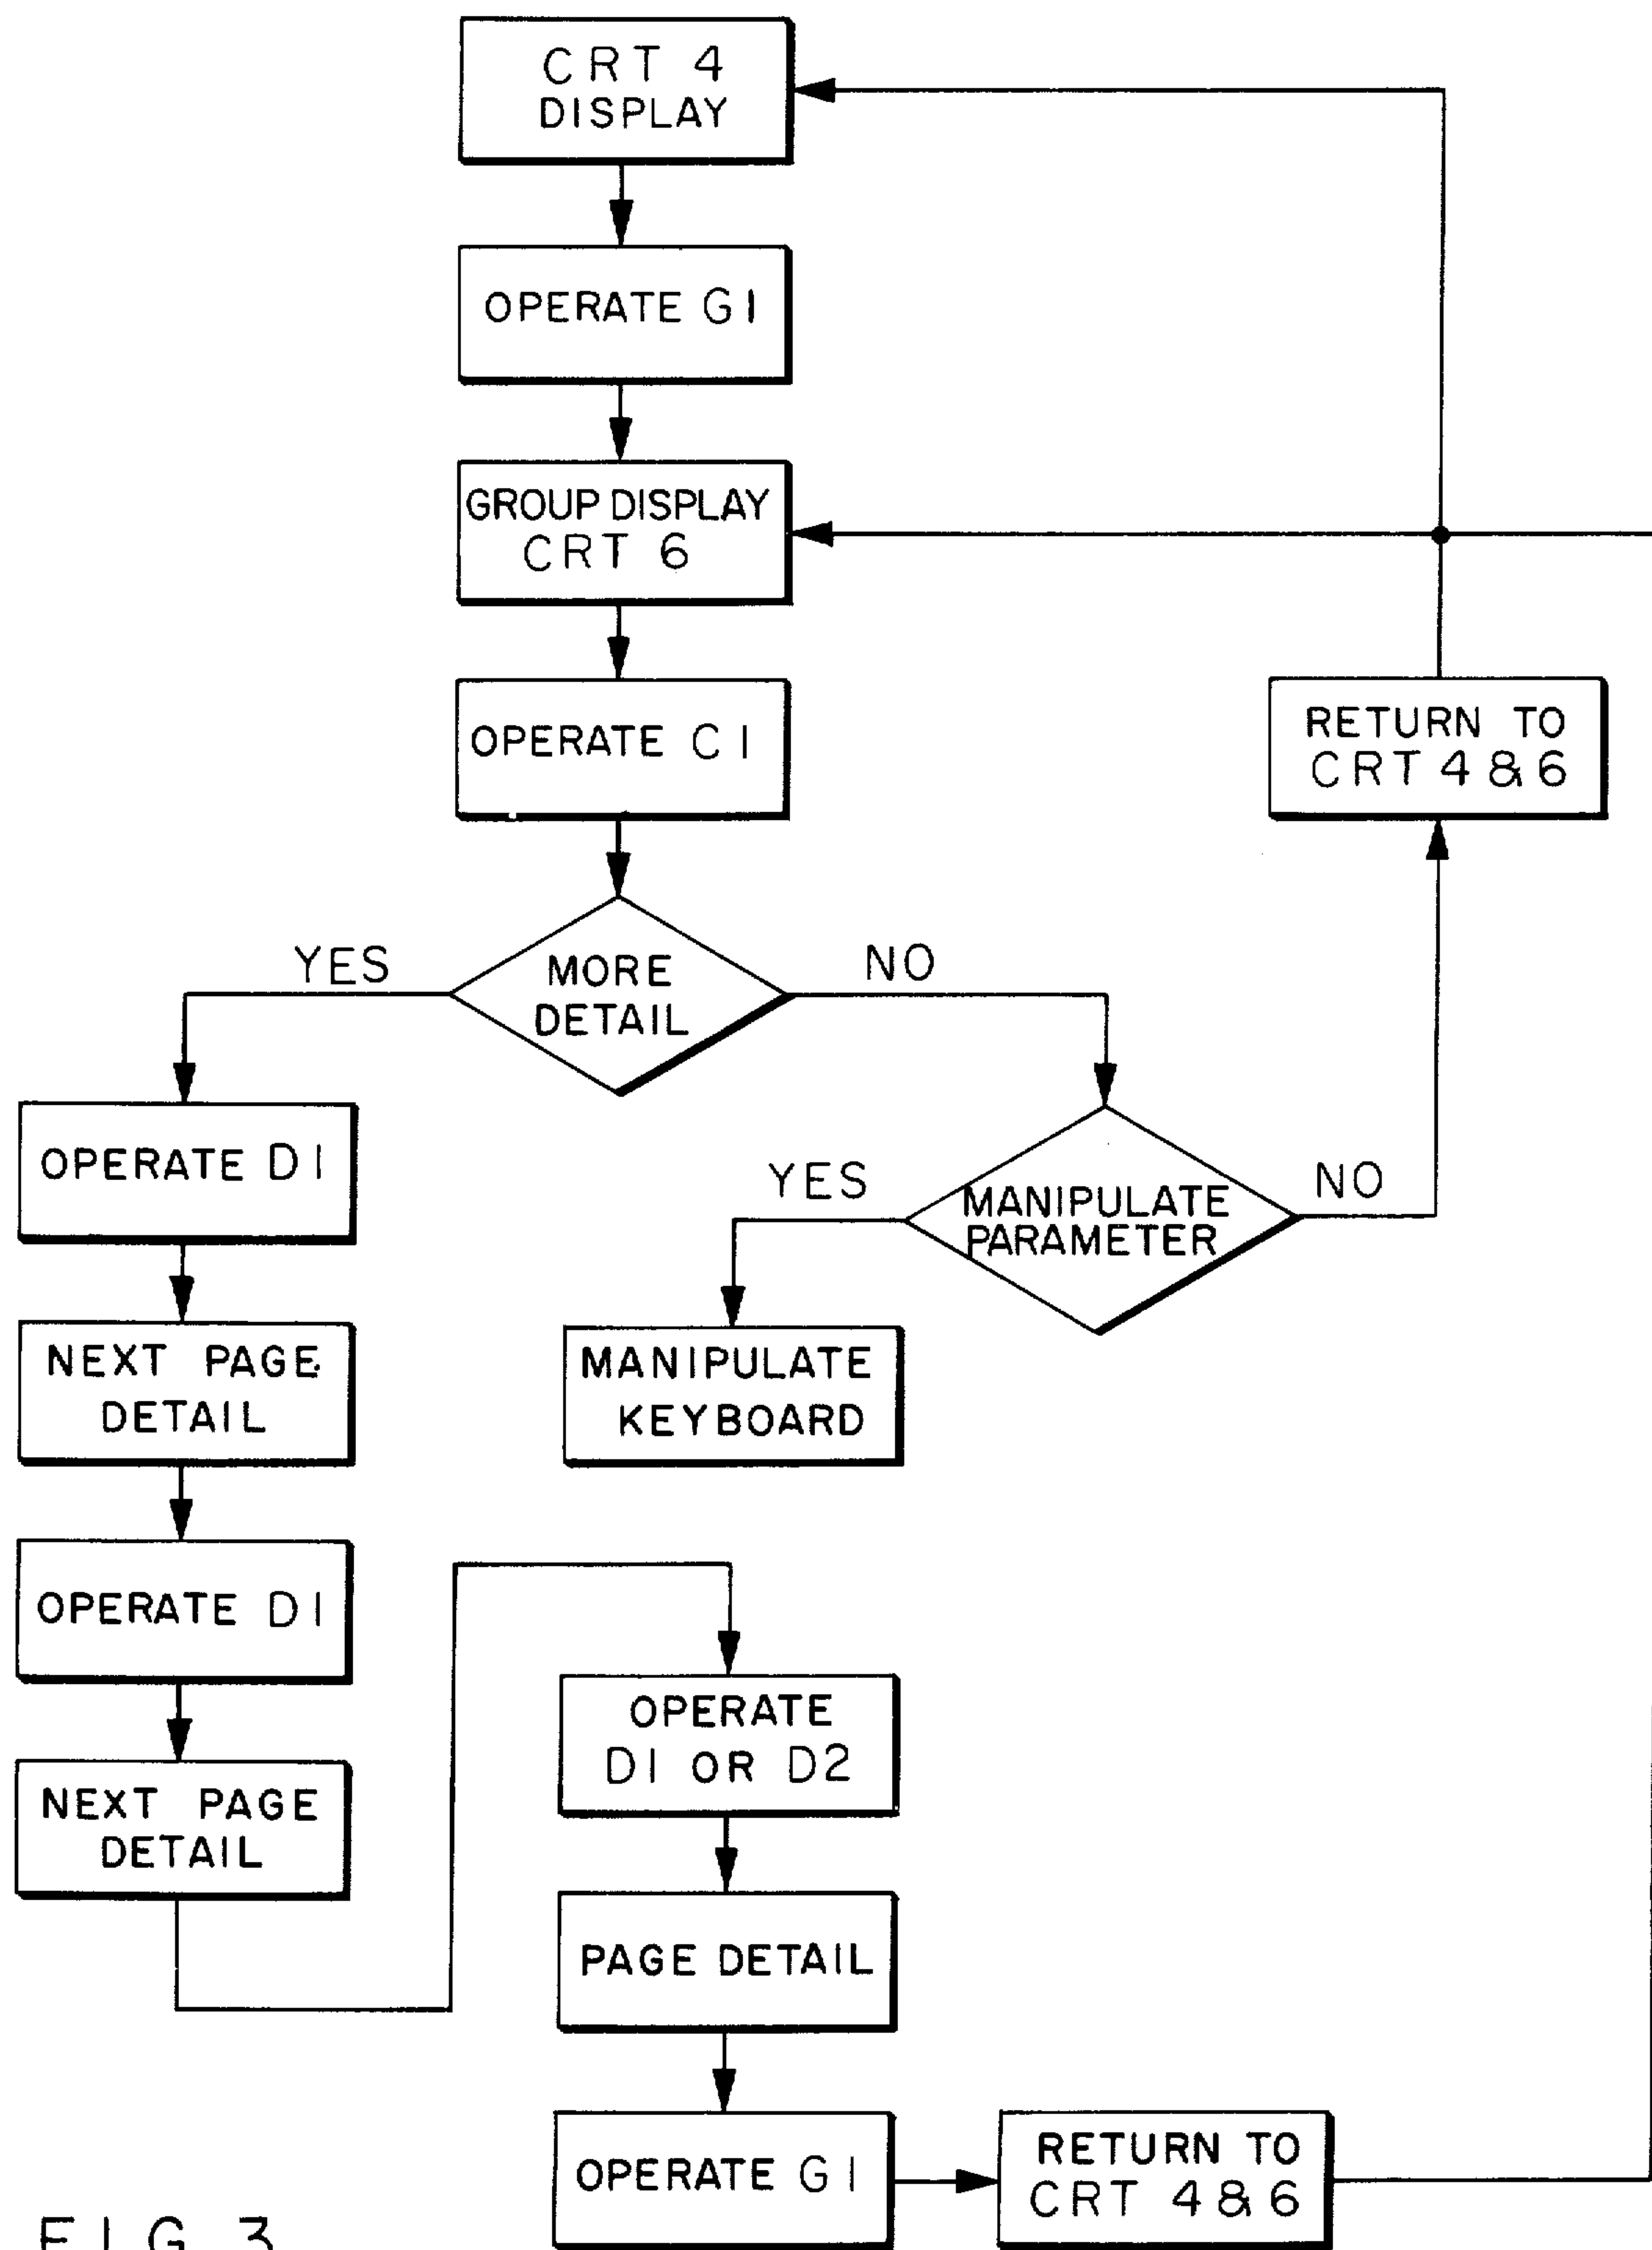 CRT 4
DISPLAY
OPERATE G1
GROUP DISPLAY
CRT 6
OPERATE C1
RETURN TO
CRT 4 & 6
YES
MORE
DETAIL
NO
OPERATE D1
YES
MANIPULATE
PARAMETER
NO
NEXT PAGE
DETAIL
MANIPULATE
KEYBOARD
OPERATE D1
OPERATE
D1 OR D2
NEXT PAGE
DETAIL
PAGE DETAIL
OPERATE G1
RETURN TO
CRT 4 & 6
FIG 3